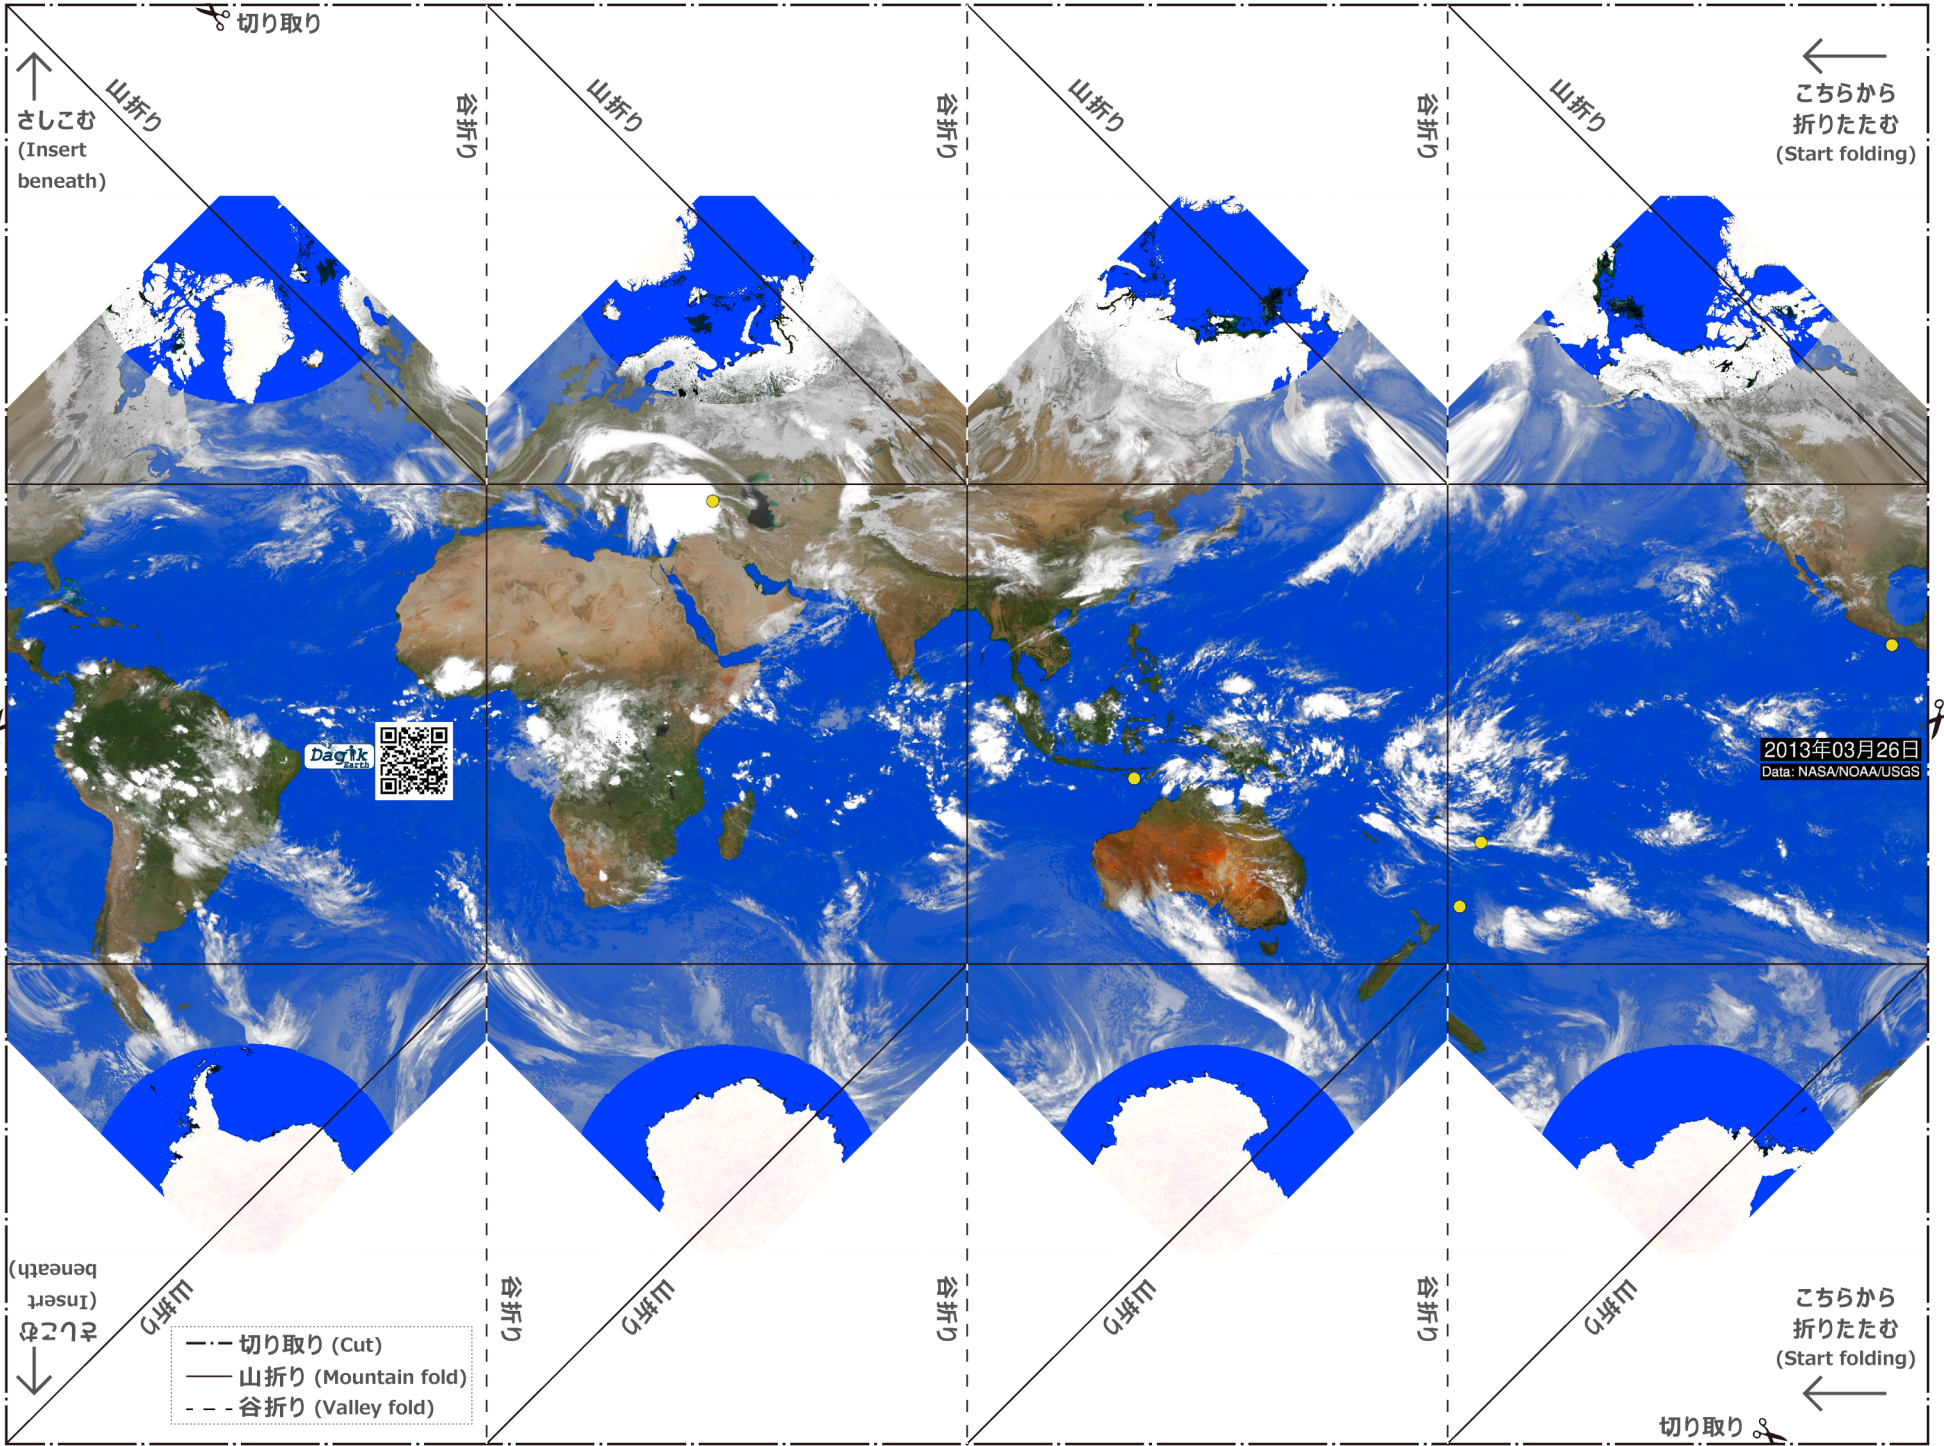 切り取り
山折り
谷折り
山折り
谷折り
山折り
谷折り
山折り
さしこむ
(Insert
beneath)
こちらから
折りたたむ
(Start folding)
Dagik
Earth
2013年03月26日
Data: NASA/NOAA/USGS
さしこむ
(Insert
beneath)
山折り
谷折り
山折り
谷折り
山折り
谷折り
山折り
こちらから
折りたたむ
(Start folding)
切り取り (Cut)
山折り (Mountain fold)
谷折り (Valley fold)
切り取り